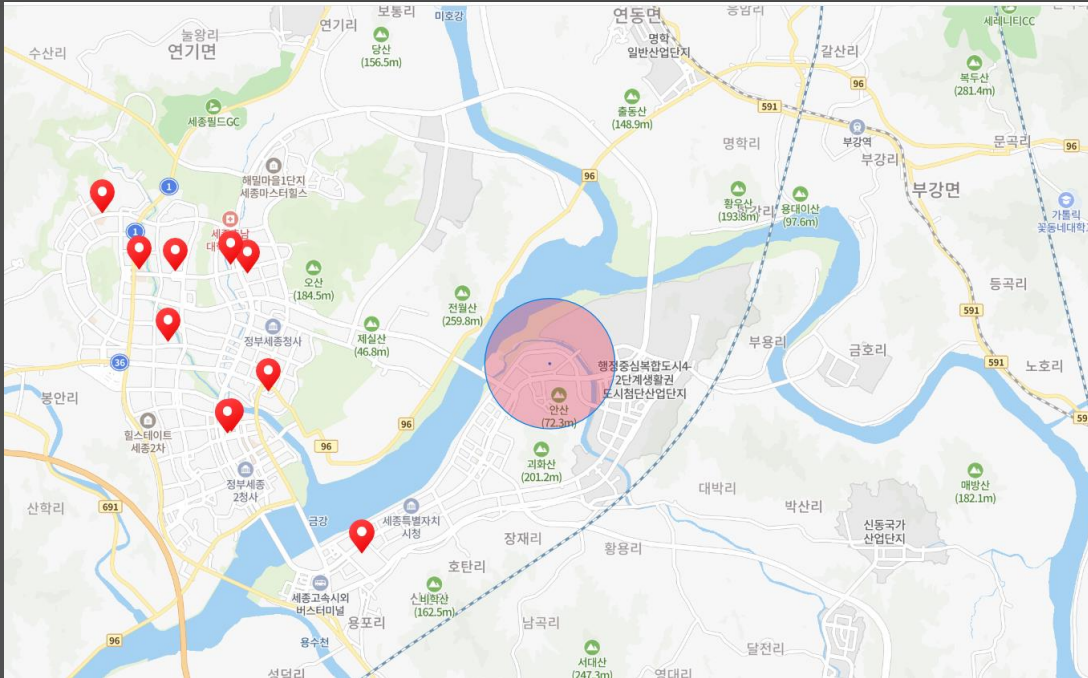 눌왕리
연기면
수산리
연기리
보통리
미호강
당산
(156.5m)
연동면
명학
일반산업단지
응암리
갈산리
세레니티CC
복두산
(281.4m)
96
591
출동산
(148.9m)
부강역
부강리
문곡리
96
명학리
세종필드GC
해밀마을1단지
세종마스터힐스
1
96
황우산
(193.8m)
용대이산
(97.6m)
부강면
가톨릭
꽃동네대학
1
오산
(184.5m)
전월산
(259.8m)
등곡리
591
제실산
(46.8m)
정부세종청사
부용리
금호리
591
노호리
36
행정중심복합도시4-
2단계생활권
도시첨단산업단지
봉안리
안산
(72.3m)
힐스테이트
세종2차
96
96
괴화산
(201.2m)
정부세종
2청사
대박리
매방산
(182.1m)
산학리
691
금강
세종특별자치
시청
박산리
신동국가
산업단지
장재리
황용리
호탄리
세종고속시외
버스터미널
비학산
(162.5m)
용포리
남곡리
96
용수천
달전리
서대산
(247.3m)
영대리
성덕리